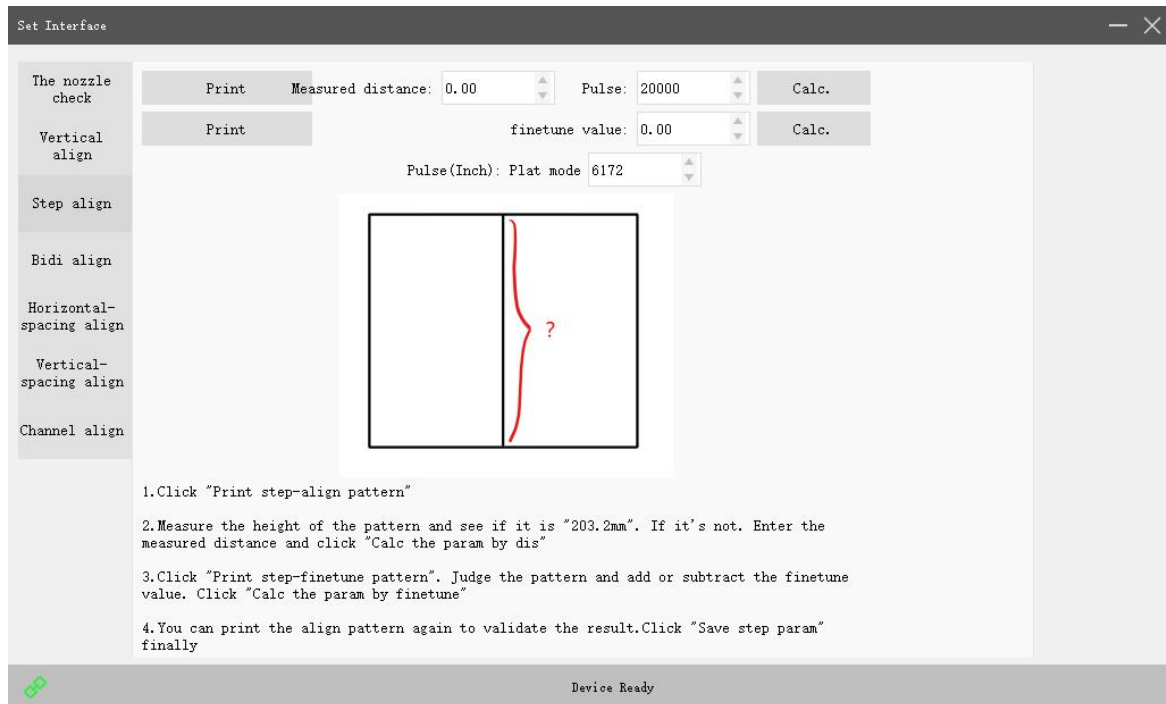 Set Interface
The nozzle
check
Vertical
align
Step align
Bidi align
Horizontal-
spacing align
Vertical-
spacing align
Channel align
Print Measured distance: 0.00 Pulse: 20000 Calc.
Print finetune value: 0.00 Calc.
Pulse(Inch): Plat mode 6172
?
1.Click "Print step-align pattern"
2.Measure the height of the pattern and see if it is "203.2mm". If it's not. Enter the
measured distance and click "Calc the param by dis"
3.Click "Print step-finetune pattern". Judge the pattern and add or subtract the finetune
value. Click "Calc the param by finetune"
4.You can print the align pattern again to validate the result.Click "Save step param"
finally
Device Ready